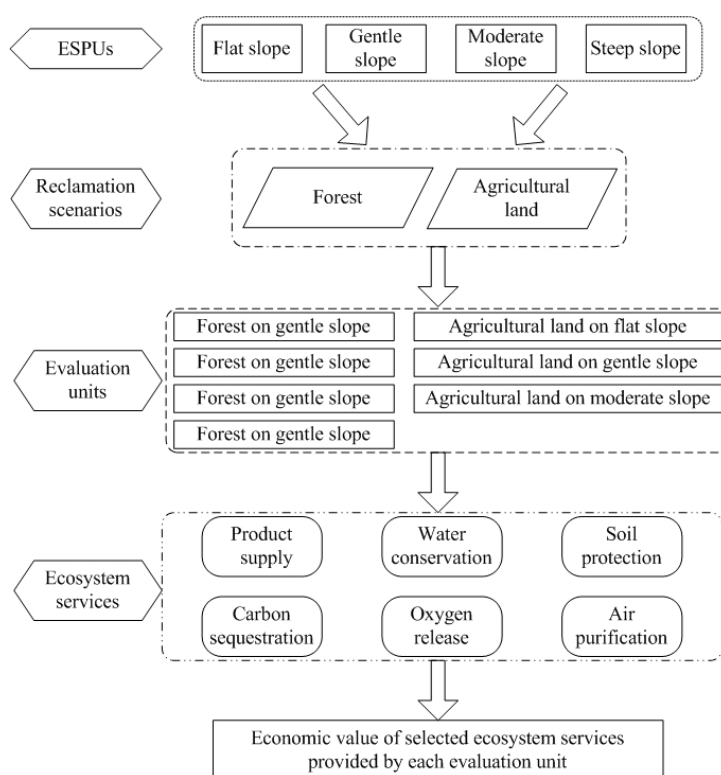 ESPUs
Flat slope
Gentle
slope
Moderate
slope
Steep slope
Reclamation
scenarios
Forest
Agricultural
land
Evaluation
units
Forest on gentle slope
Agricultural land on flat slope
Forest on gentle slope
Agricultural land on gentle slope
Forest on gentle slope
Agricultural land on moderate slope
Forest on gentle slope
Ecosystem
services
Product
supply
Water
conservation
Soil
protection
Carbon
sequestration
Oxygen
release
Air
purification
Economic value of selected ecosystem services
provided by each evaluation unit